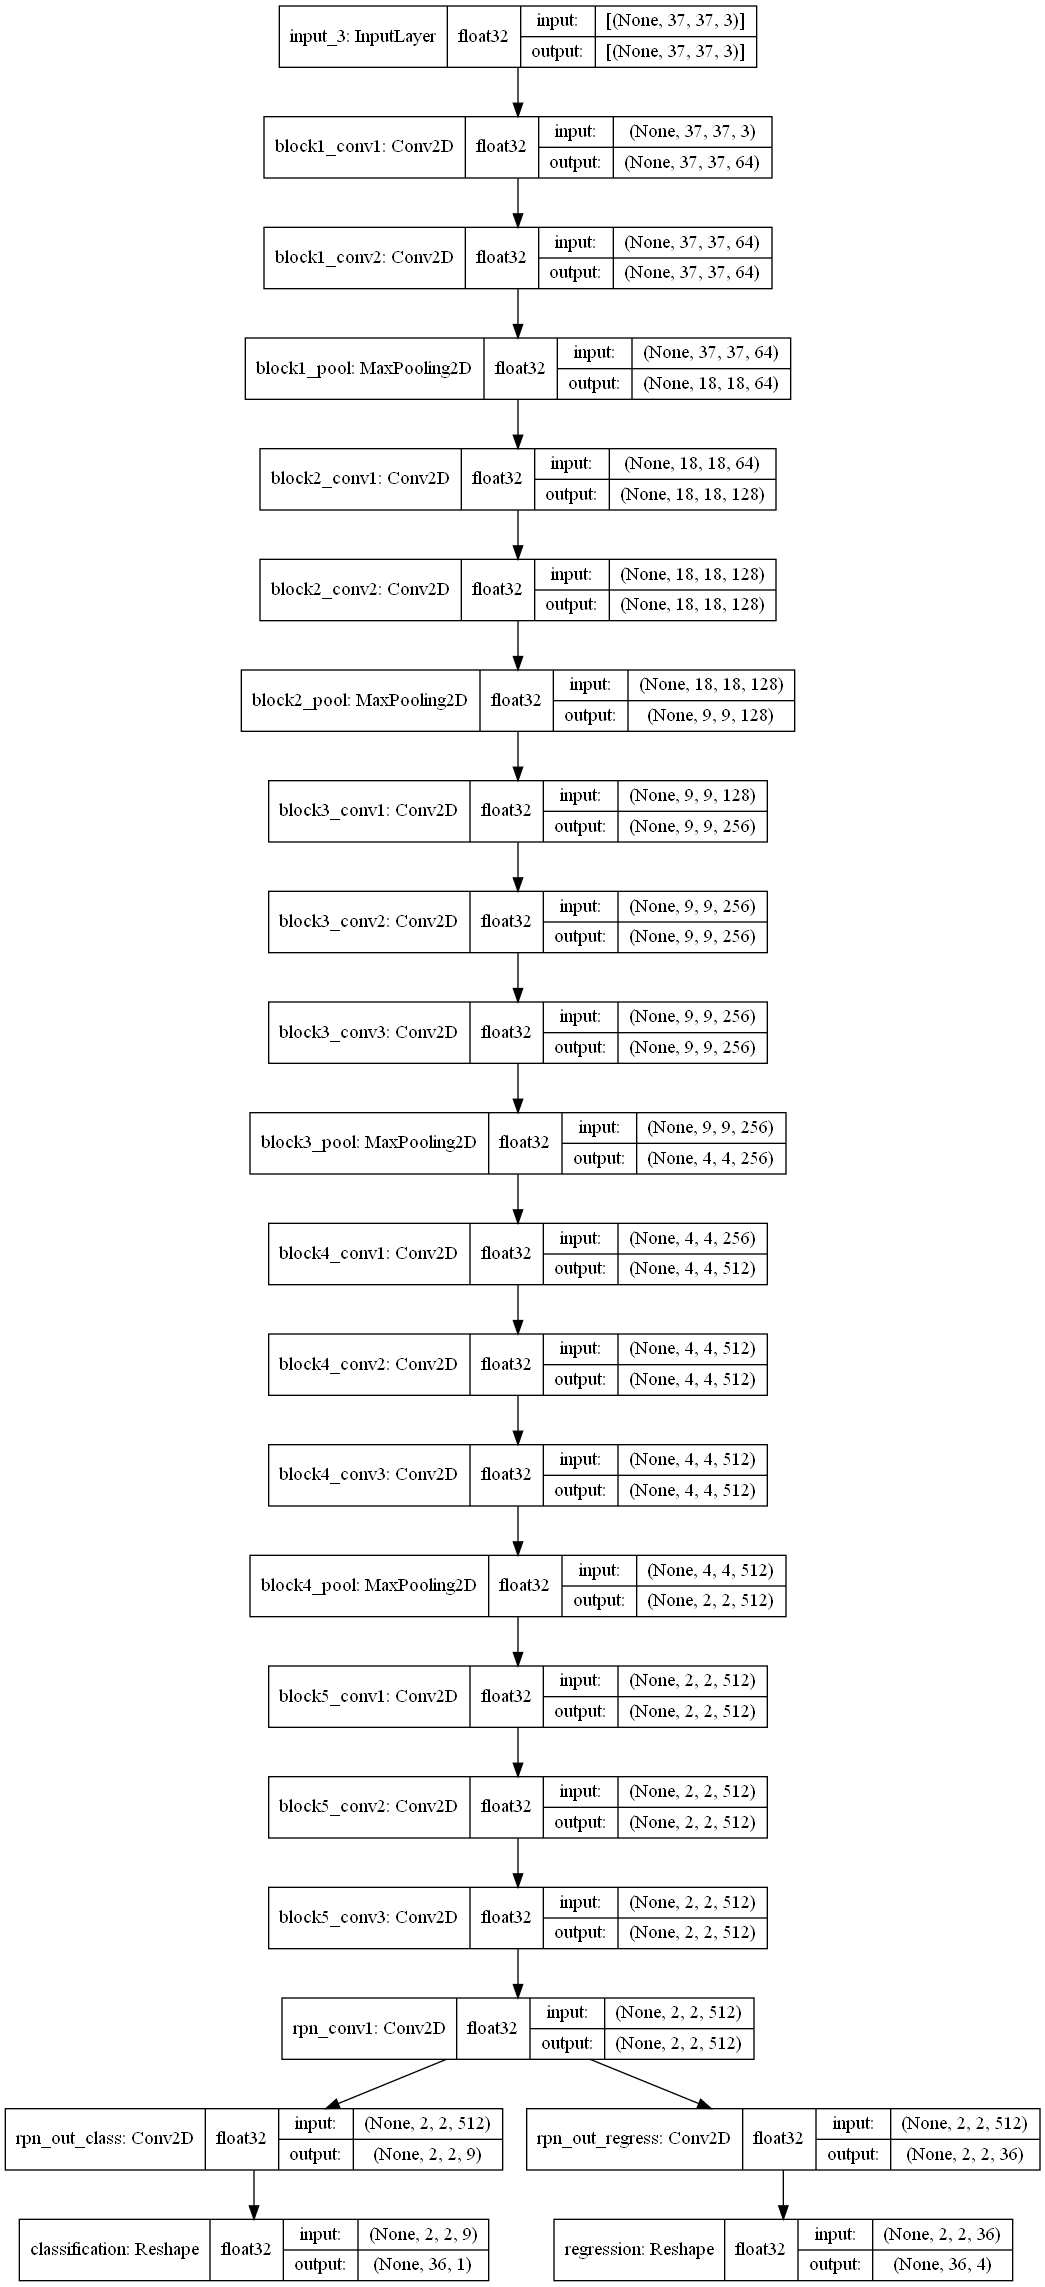 input_3: InputLayer float32 input: [(None, 37, 37, 3)]
output: [(None, 37, 37, 3)]
block1_conv1: Conv2D float32 input: (None, 37, 37, 3)
output: (None, 37, 37, 64)
block1_conv2: Conv2D float32 input: (None, 37, 37, 64)
output: (None, 37, 37, 64)
block1_pool: MaxPooling2D float32 input: (None, 37, 37, 64)
output: (None, 18, 18, 64)
block2_conv1: Conv2D float32 input: (None, 18, 18, 64)
output: (None, 18, 18, 128)
block2_conv2: Conv2D float32 input: (None, 18, 18, 128)
output: (None, 18, 18, 128)
block2_pool: MaxPooling2D float32 input: (None, 18, 18, 128)
output: (None, 9, 9, 128)
block3_conv1: Conv2D float32 input: (None, 9, 9, 128)
output: (None, 9, 9, 256)
block3_conv2: Conv2D float32 input: (None, 9, 9, 256)
output: (None, 9, 9, 256)
block3_conv3: Conv2D float32 input: (None, 9, 9, 256)
output: (None, 9, 9, 256)
block3_pool: MaxPooling2D float32 input: (None, 9, 9, 256)
output: (None, 4, 4, 256)
block4_conv1: Conv2D float32 input: (None, 4, 4, 256)
output: (None, 4, 4, 512)
block4_conv2: Conv2D float32 input: (None, 4, 4, 512)
output: (None, 4, 4, 512)
block4_conv3: Conv2D float32 input: (None, 4, 4, 512)
output: (None, 4, 4, 512)
block4_pool: MaxPooling2D float32 input: (None, 4, 4, 512)
output: (None, 2, 2, 512)
block5_conv1: Conv2D float32 input: (None, 2, 2, 512)
output: (None, 2, 2, 512)
block5_conv2: Conv2D float32 input: (None, 2, 2, 512)
output: (None, 2, 2, 512)
block5_conv3: Conv2D float32 input: (None, 2, 2, 512)
output: (None, 2, 2, 512)
rpn_conv1: Conv2D float32 input: (None, 2, 2, 512)
output: (None, 2, 2, 512)
rpn_out_class: Conv2D float32 input: (None, 2, 2, 512)
output: (None, 2, 2, 9)
rpn_out_regress: Conv2D float32 input: (None, 2, 2, 512)
output: (None, 2, 2, 36)
classification: Reshape float32 input: (None, 2, 2, 9)
output: (None, 36, 1)
regression: Reshape float32 input: (None, 2, 2, 36)
output: (None, 36, 4)